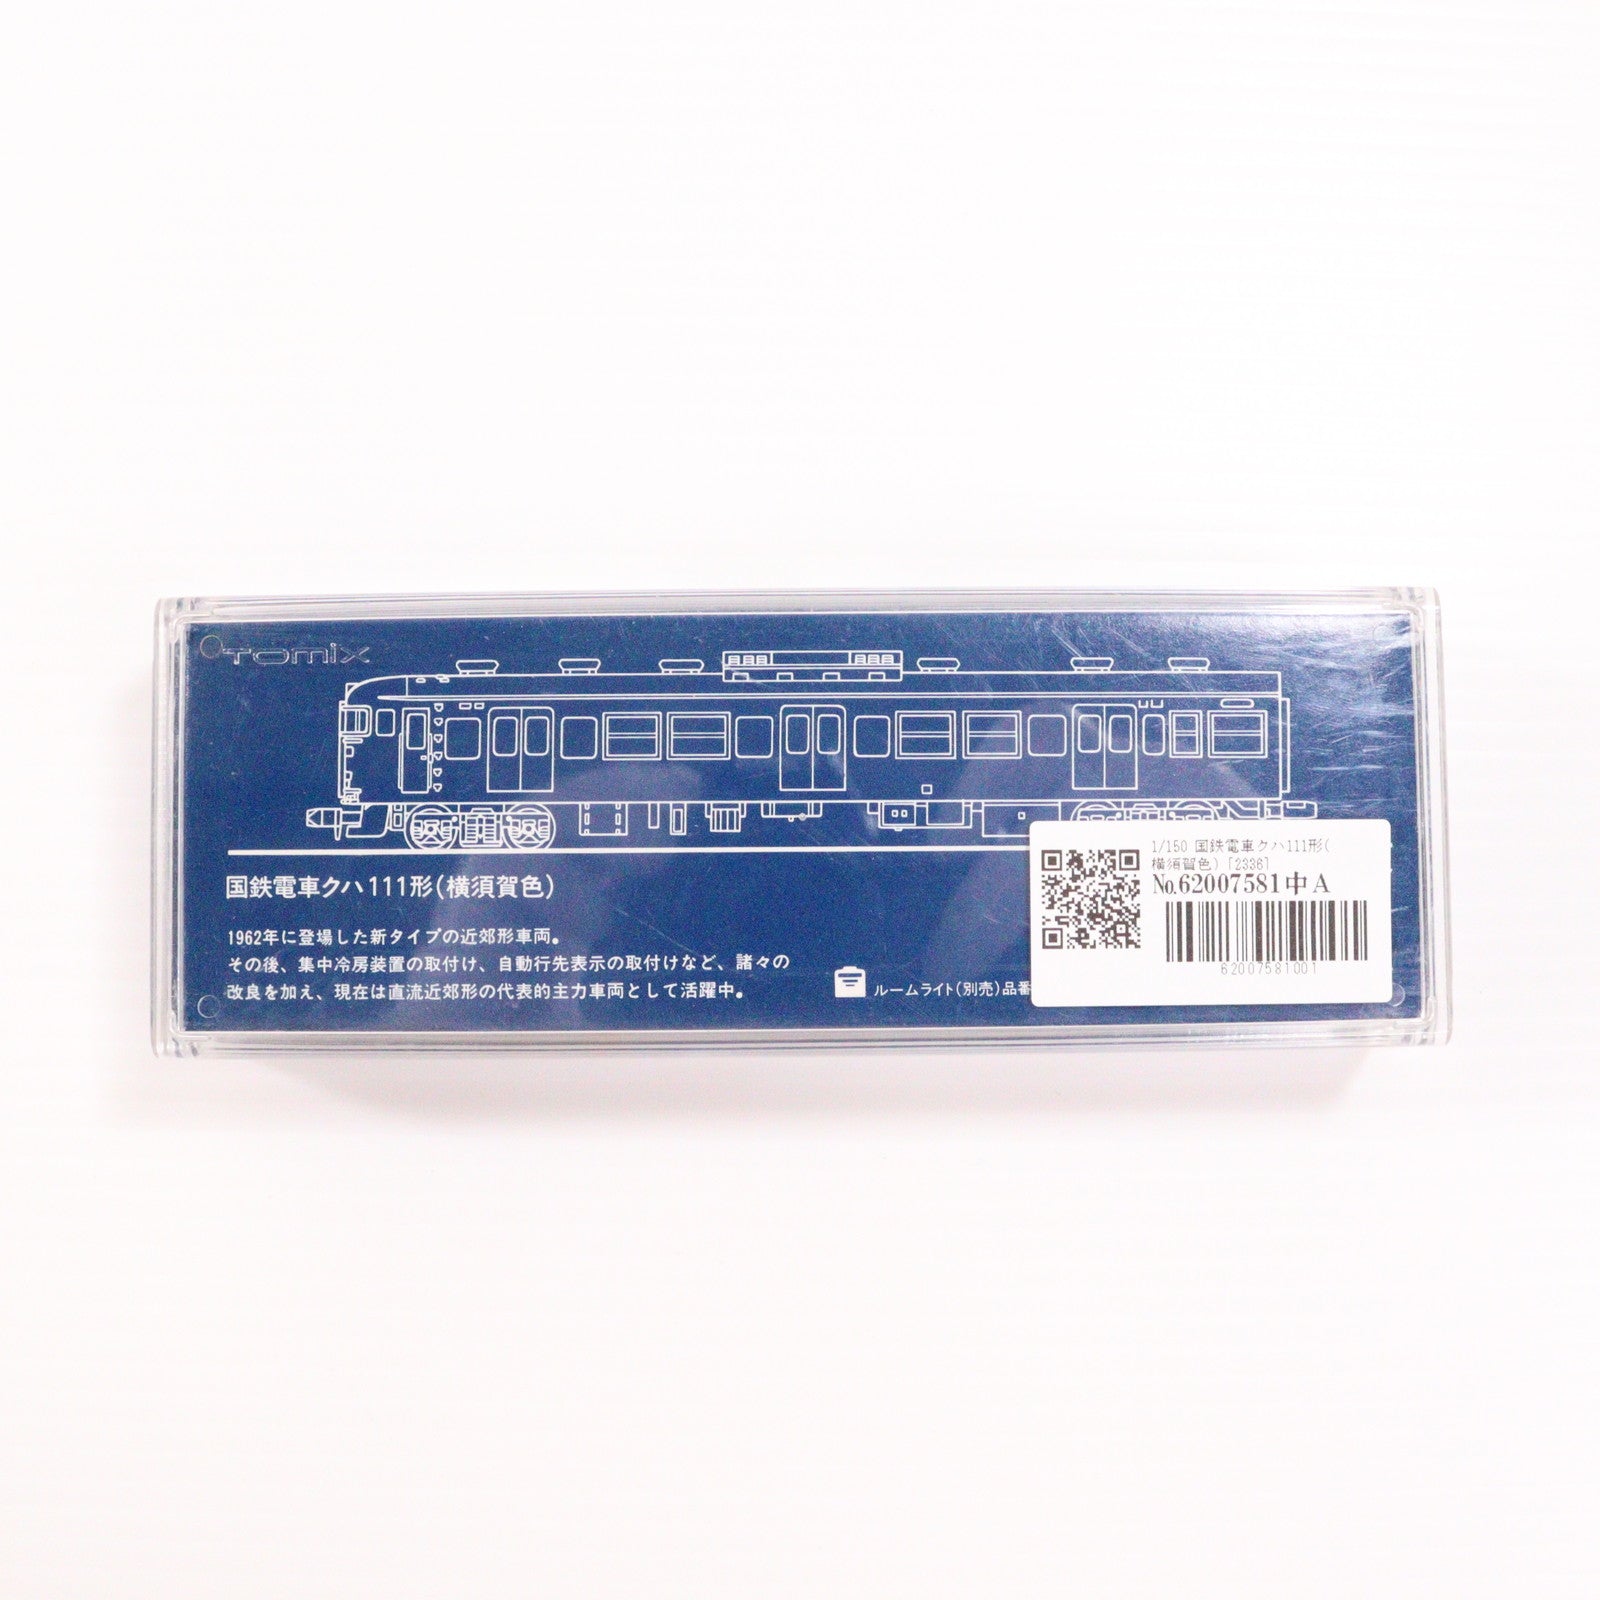 TOMIX
国鉄電車クハ111形(横須賀色)
1962年に登場した新タイプの近郊形車両。
その後、集中冷房装置の取付け、自動行先表示の取付けなど、諸々の
改良を加え、現在は直流近郊形の代表的主力車両として活躍中。
ルームライト(別売)品番
1/150 国鉄電車クハ111形(
横須賀色) [2336]
No.62007581中A
62007581001